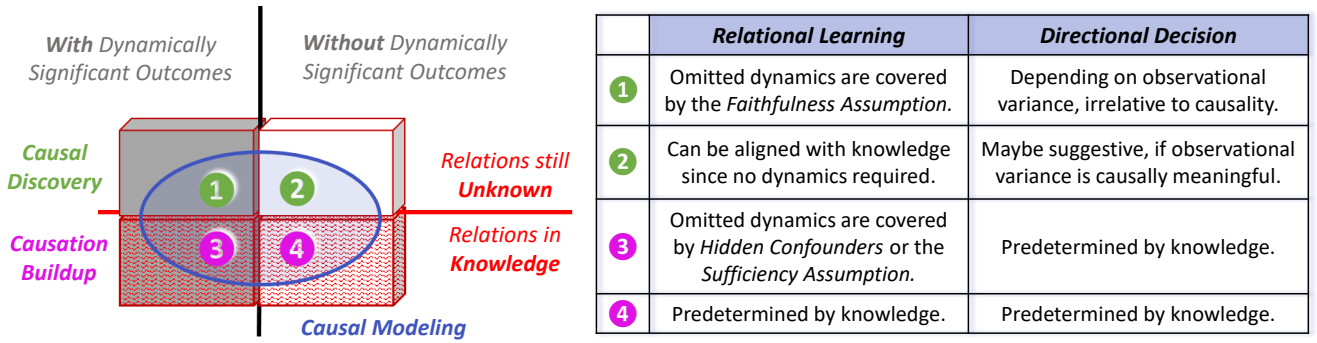 With Dynamically
Significant Outcomes
Without Dynamically
Significant Outcomes
Causal
Discovery
1
2
Relations still
Unknown
Causation
Buildup
3
4
Relations in
Knowledge
Causal Modeling
Relational Learning
Directional Decision
1
Omitted dynamics are covered
by the Faithfulness Assumption.
Depending on observational
variance, irrelative to causality.
2
Can be aligned with knowledge
since no dynamics required.
Maybe suggestive, if observational
variance is causally meaningful.
3
Omitted dynamics are covered
by Hidden Confounders or the
Sufficiency Assumption.
Predetermined by knowledge.
4
Predetermined by knowledge.
Predetermined by knowledge.